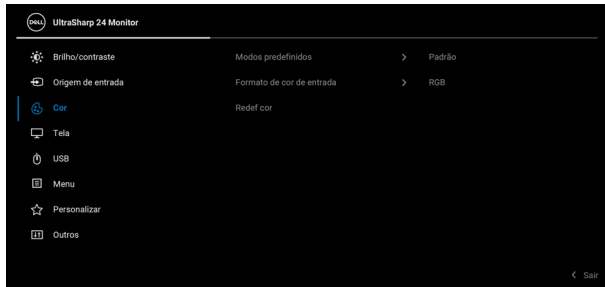 DELL UltraSharp 24 Monitor
Brilho/contraste Modos predefinidos > Padrão
Origem de entrada Formato de cor de entrada > RGB
Cor Redef cor
Tela
USB
Menu
Personalizar
Outros
< Sair